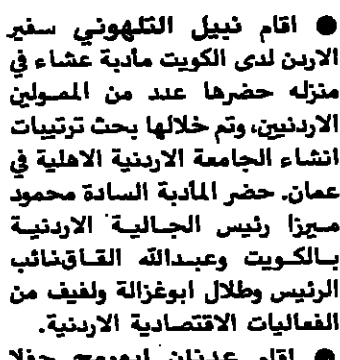 ● اقام نبيل التلهوني سفير
الاردن لدى الكويت مأدبة عشاء في
منزله حضرها عدد من الممولين
الاردنيين، وتم خلالها بحث ترتيبات
انشاء الجامعة الاردنية الاهلية في
عمان. حضر المأدبة السادة محمود
ميرزا رئيس الجالية الاردنية
بالكويت وعبدالله القاق نائب
الرئيس وطلال ابوغزالة ولفيف من
الفعاليات الاقتصادية الاردنية.
● اقام عدنان